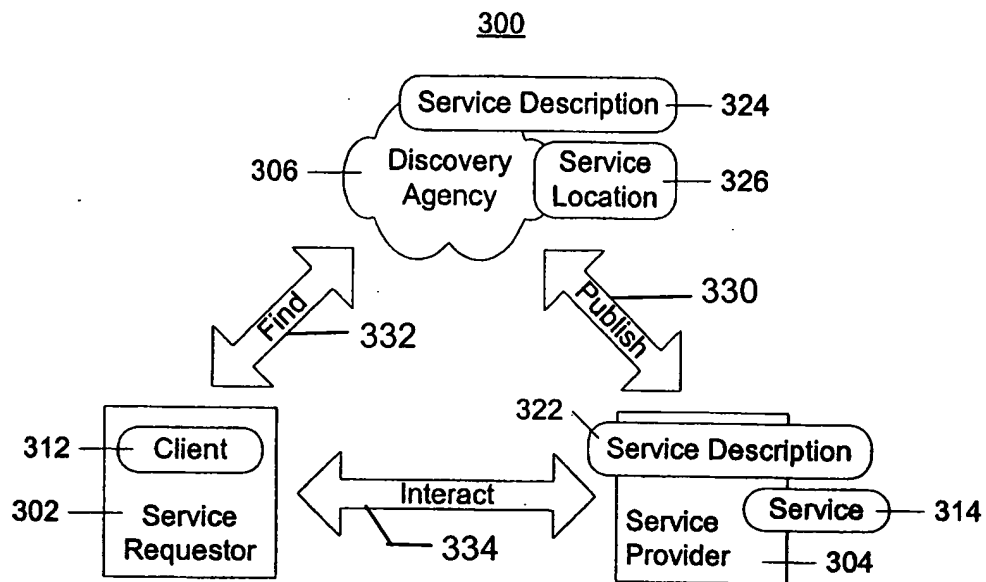 300
Service Description
324
306
Discovery
Agency
Service
Location
326
Find
332
Publish
330
312
Client
302
Service
Requestor
Interact
334
322
Service Description
Service
314
Service
Provider
304